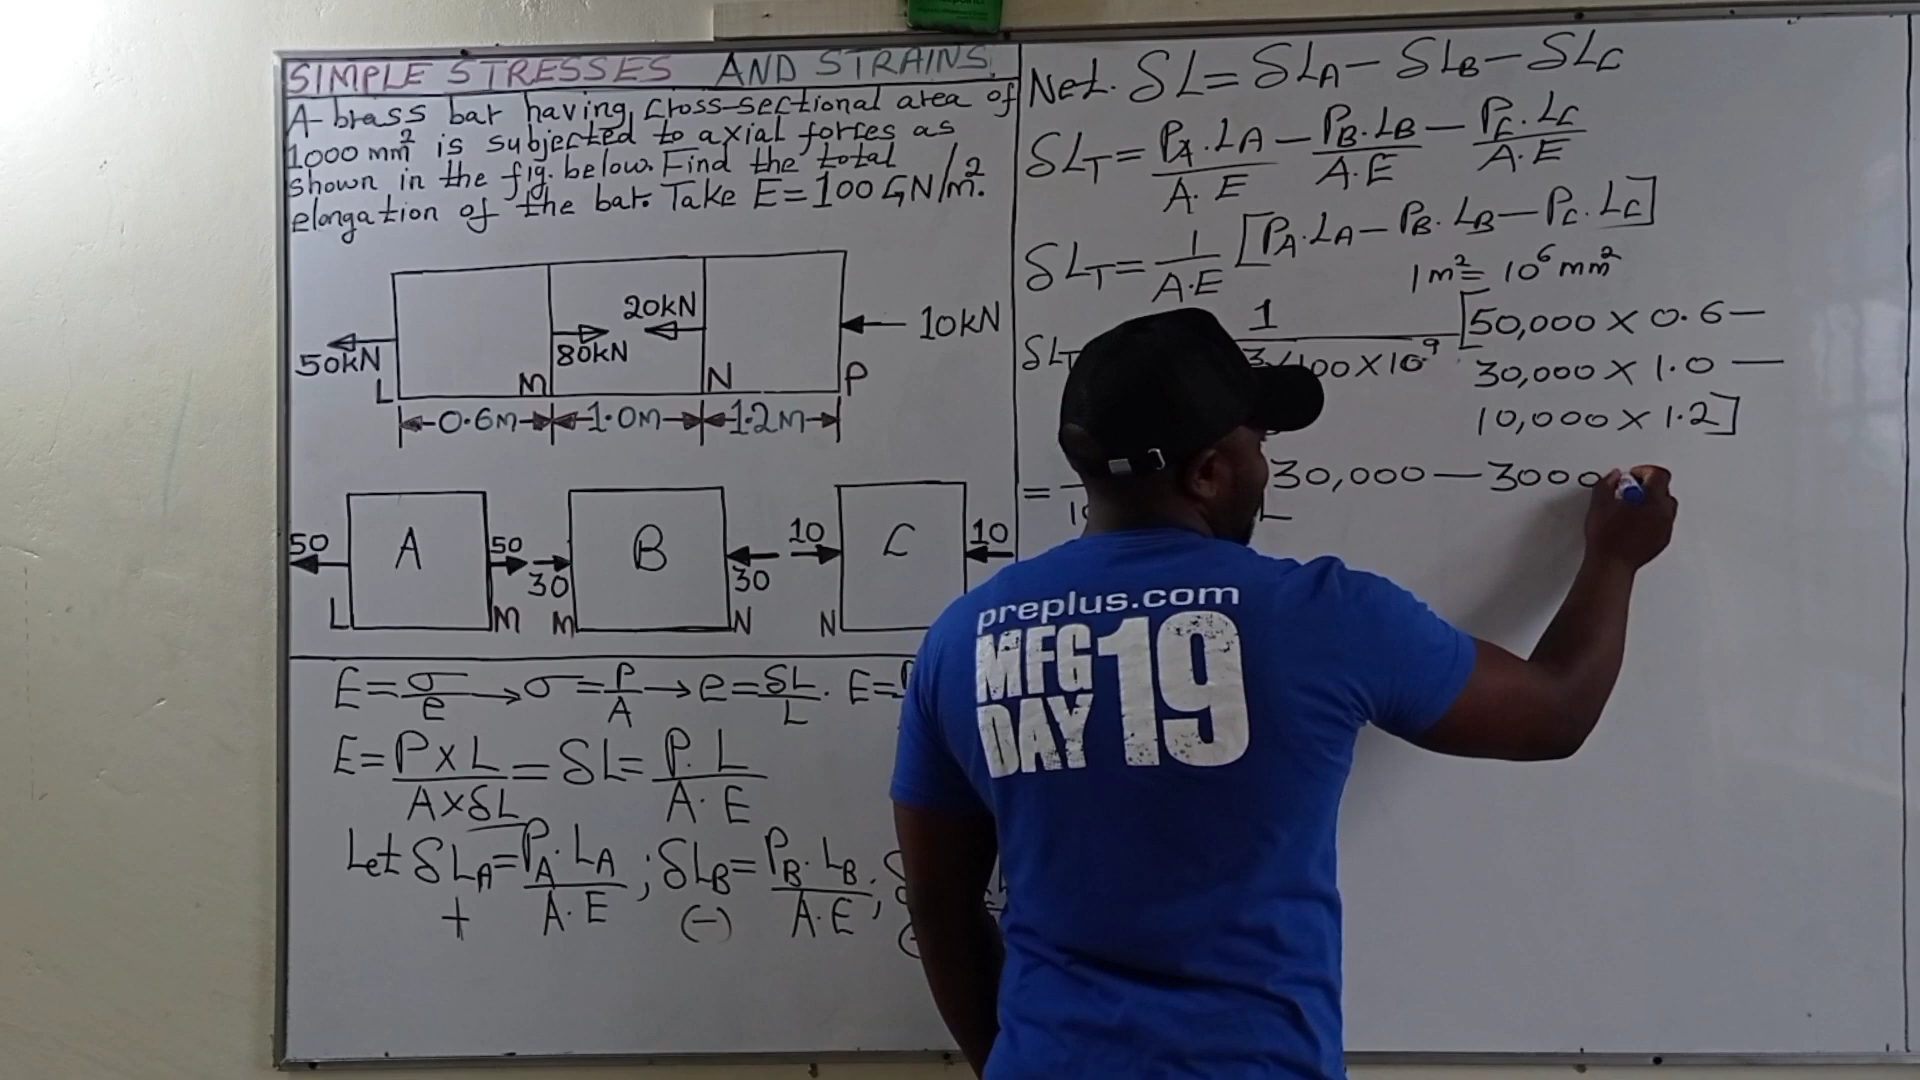 SIMPLE STRESSES AND STRAINS.
A brass bar having cross-sectional area of
1000 mm² is subjected to axial forces as
shown in the fig. below. Find the total
elongation of the bar. Take E=100 GN/m².
50kN
80kN
20kN
10kN
L M N P
0.6m 1.0m 1.2m
50 A 50
30 B 30
10 C 10
L M M N N
E=σ/e → σ=P/A → e=δL/L. E=
E=P×L/A×δL = δL=P.L/A.E
Let δLA=PA.LA/A.E ; δLB=PB.LB/A.E ;
+ (-)
Net. δL=δLA-δLB-δLC
δLT=PA.LA/A.E-PB.LB/A.E-PC.LC/A.E
δLT=1/A.E [PA.LA-PB.LB-PC.LC]
1m²=10⁶mm²
δLT 1 [50,000×0.6-
100×10⁹ 30,000×1.0-
10,000×1.2]
= 30,000-3000
preplus.com
MFG
DAY
19